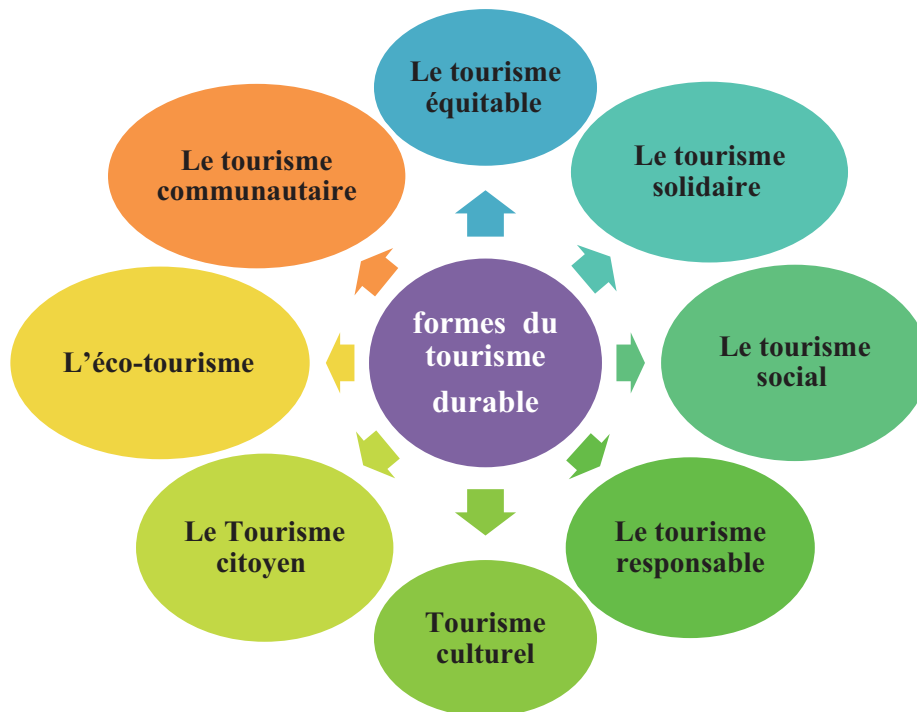 Le tourisme
équitable
Le tourisme
solidaire
Le tourisme
social
Le tourisme
responsable
Tourisme
culturel
Le Tourisme
citoyen
L’éco-tourisme
Le tourisme
communautaire
formes du
tourisme
durable